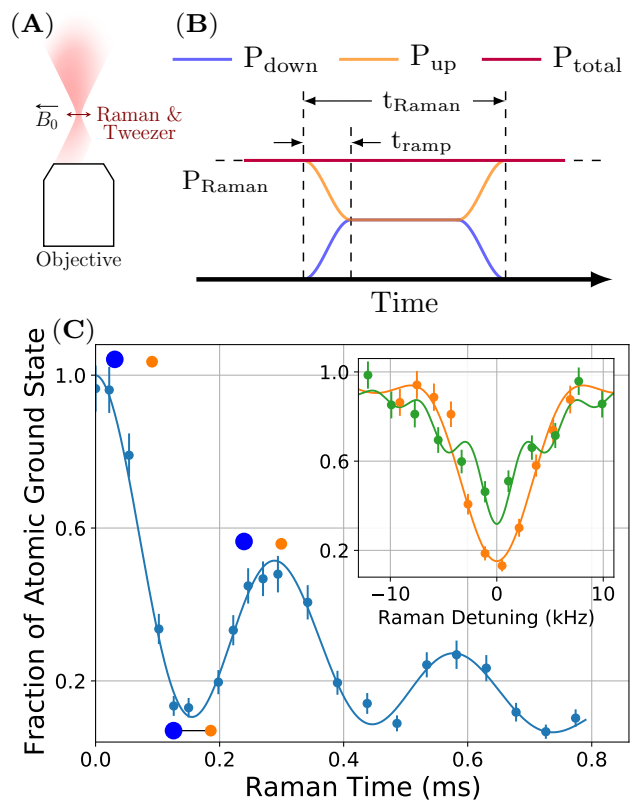 (A)
B₀
Raman &
Tweezer
Objective
(B)
P_down P_up P_total
t_Raman
t_ramp
P_Raman
Time
(C)
Fraction of Atomic Ground State
1.0
0.6
0.2
0.0 0.2 0.4 0.6 0.8
Raman Time (ms)
1.0
0.6
0.2
−10 0 10
Raman Detuning (kHz)